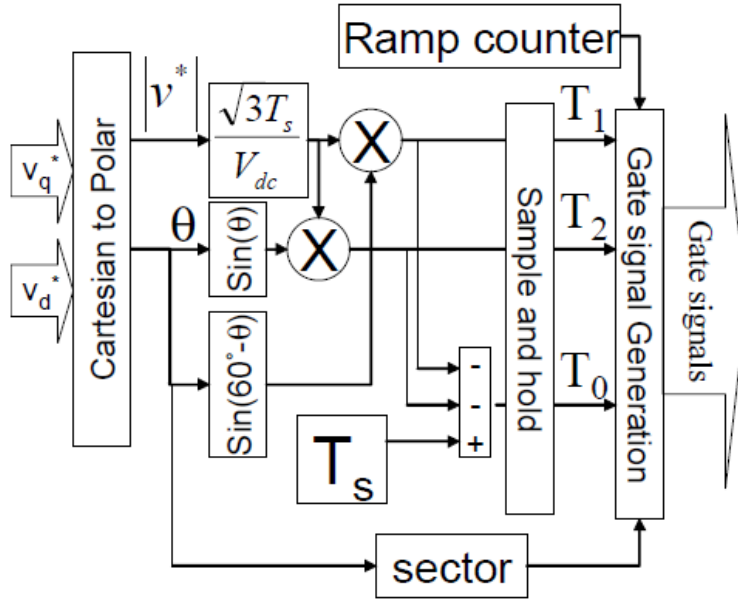 Ramp counter
|v*|
√3T_s
V_dc
X
T_1
v_q*
Cartesian to Polar
θ
Sin(θ)
X
T_2
Sample and hold
Gate signal Generation
Gate signals
v_d*
Sin(60°-θ)
-
-
+
T_0
T_s
sector